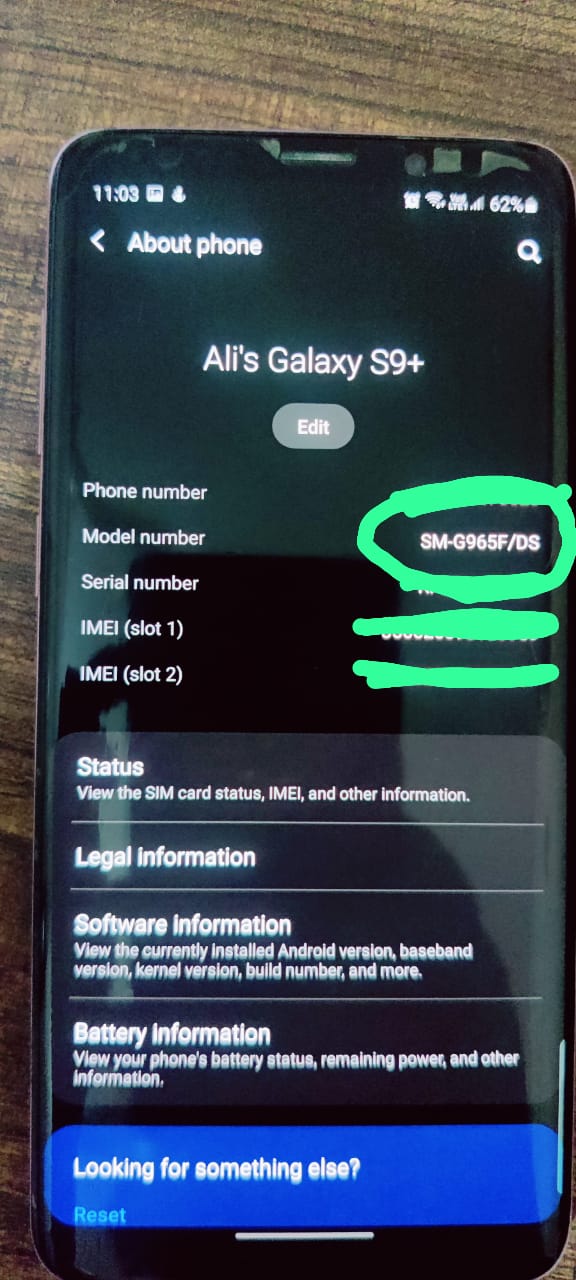 11:03 62%
About phone
Ali's Galaxy S9+
Edit
Phone number
Model number SM-G965F/DS
Serial number
IMEI (slot 1)
IMEI (slot 2)
Status
View the SIM card status, IMEI, and other information.
Legal information
Software information
View the currently installed Android version, baseband
version, kernel version, build number, and more.
Battery information
View your phone's battery status, remaining power, and other
information.
Looking for something else?
Reset